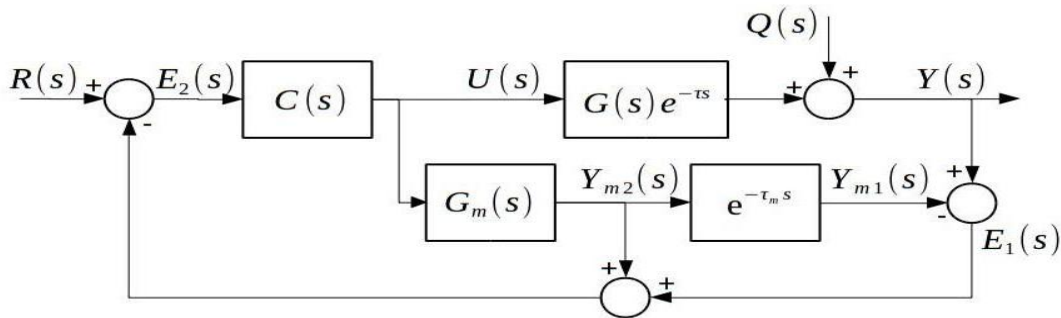 Q(s)
R(s) + E₂(s) C(s) U(s) G(s)e^{-τs} + + Y(s)
-
G_m(s) Y_{m2}(s) e^{-τ_m s} Y_{m1}(s) + -
E₁(s)
+ +